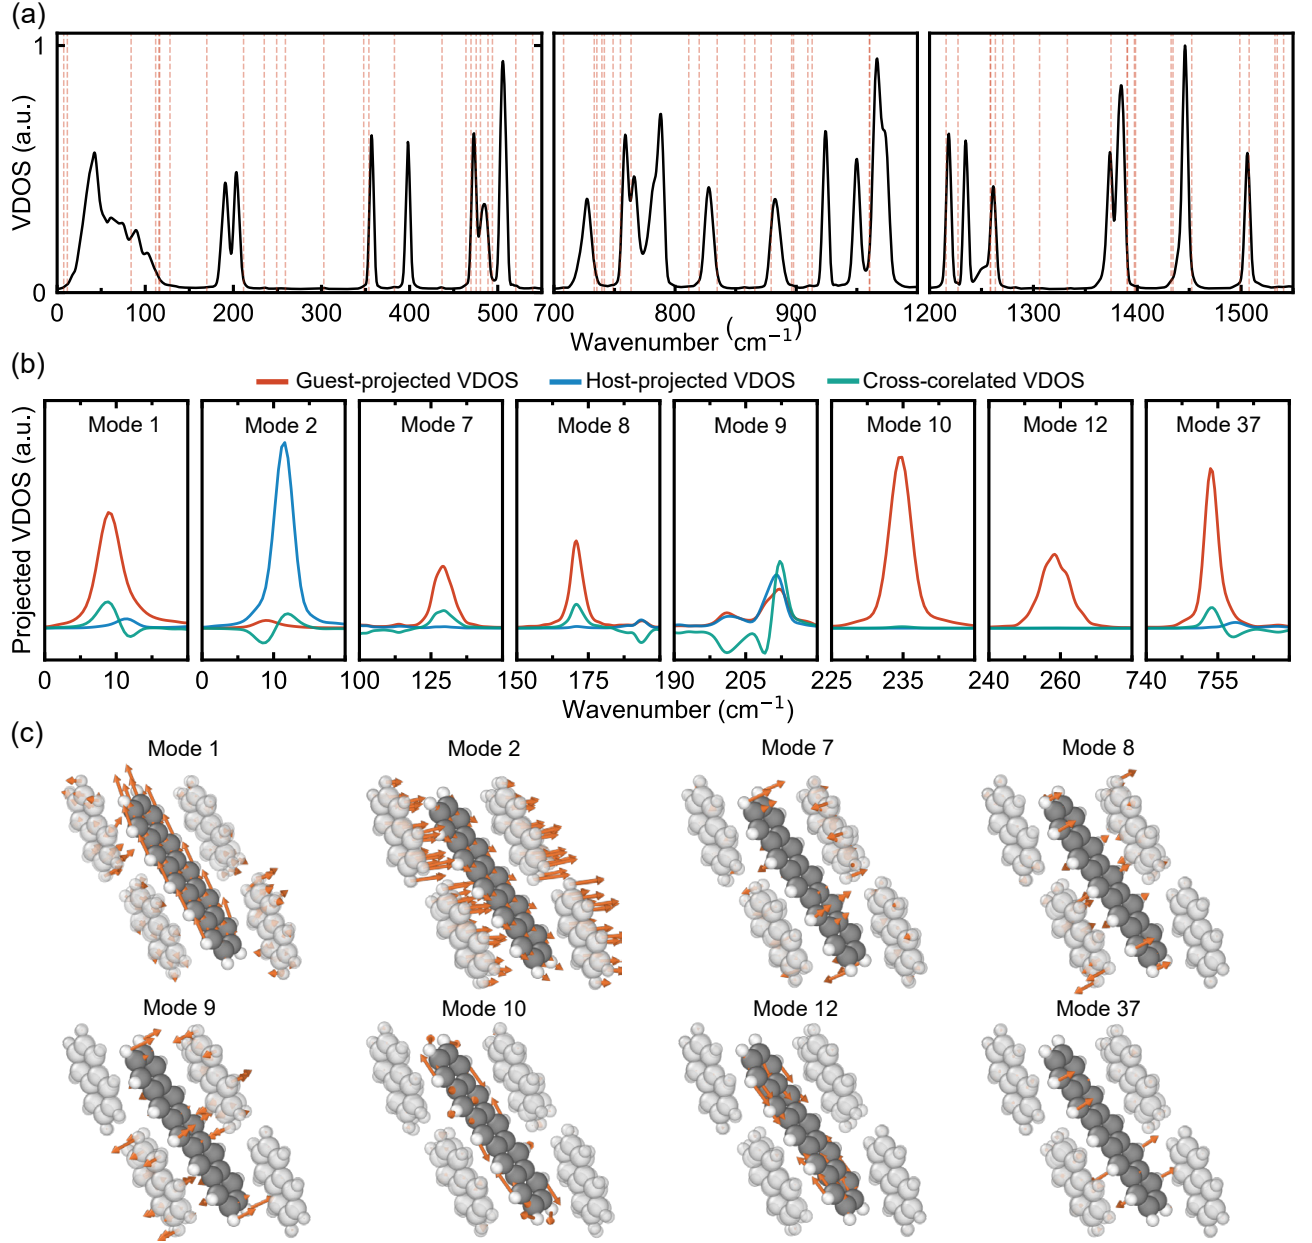 (a)
VDOS (a.u.)
1
0
0 100 200 300 400 500 700 800 900 1200 1300 1400 1500
Wavenumber (cm⁻¹)
(b)
Guest-projected VDOS Host-projected VDOS Cross-corelated VDOS
Projected VDOS (a.u.)
Mode 1 Mode 2 Mode 7 Mode 8 Mode 9 Mode 10 Mode 12 Mode 37
0 10 0 10 100 125 150 175 190 205 225 235 240 260 740 755
Wavenumber (cm⁻¹)
(c)
Mode 1 Mode 2 Mode 7 Mode 8
Mode 9 Mode 10 Mode 12 Mode 37